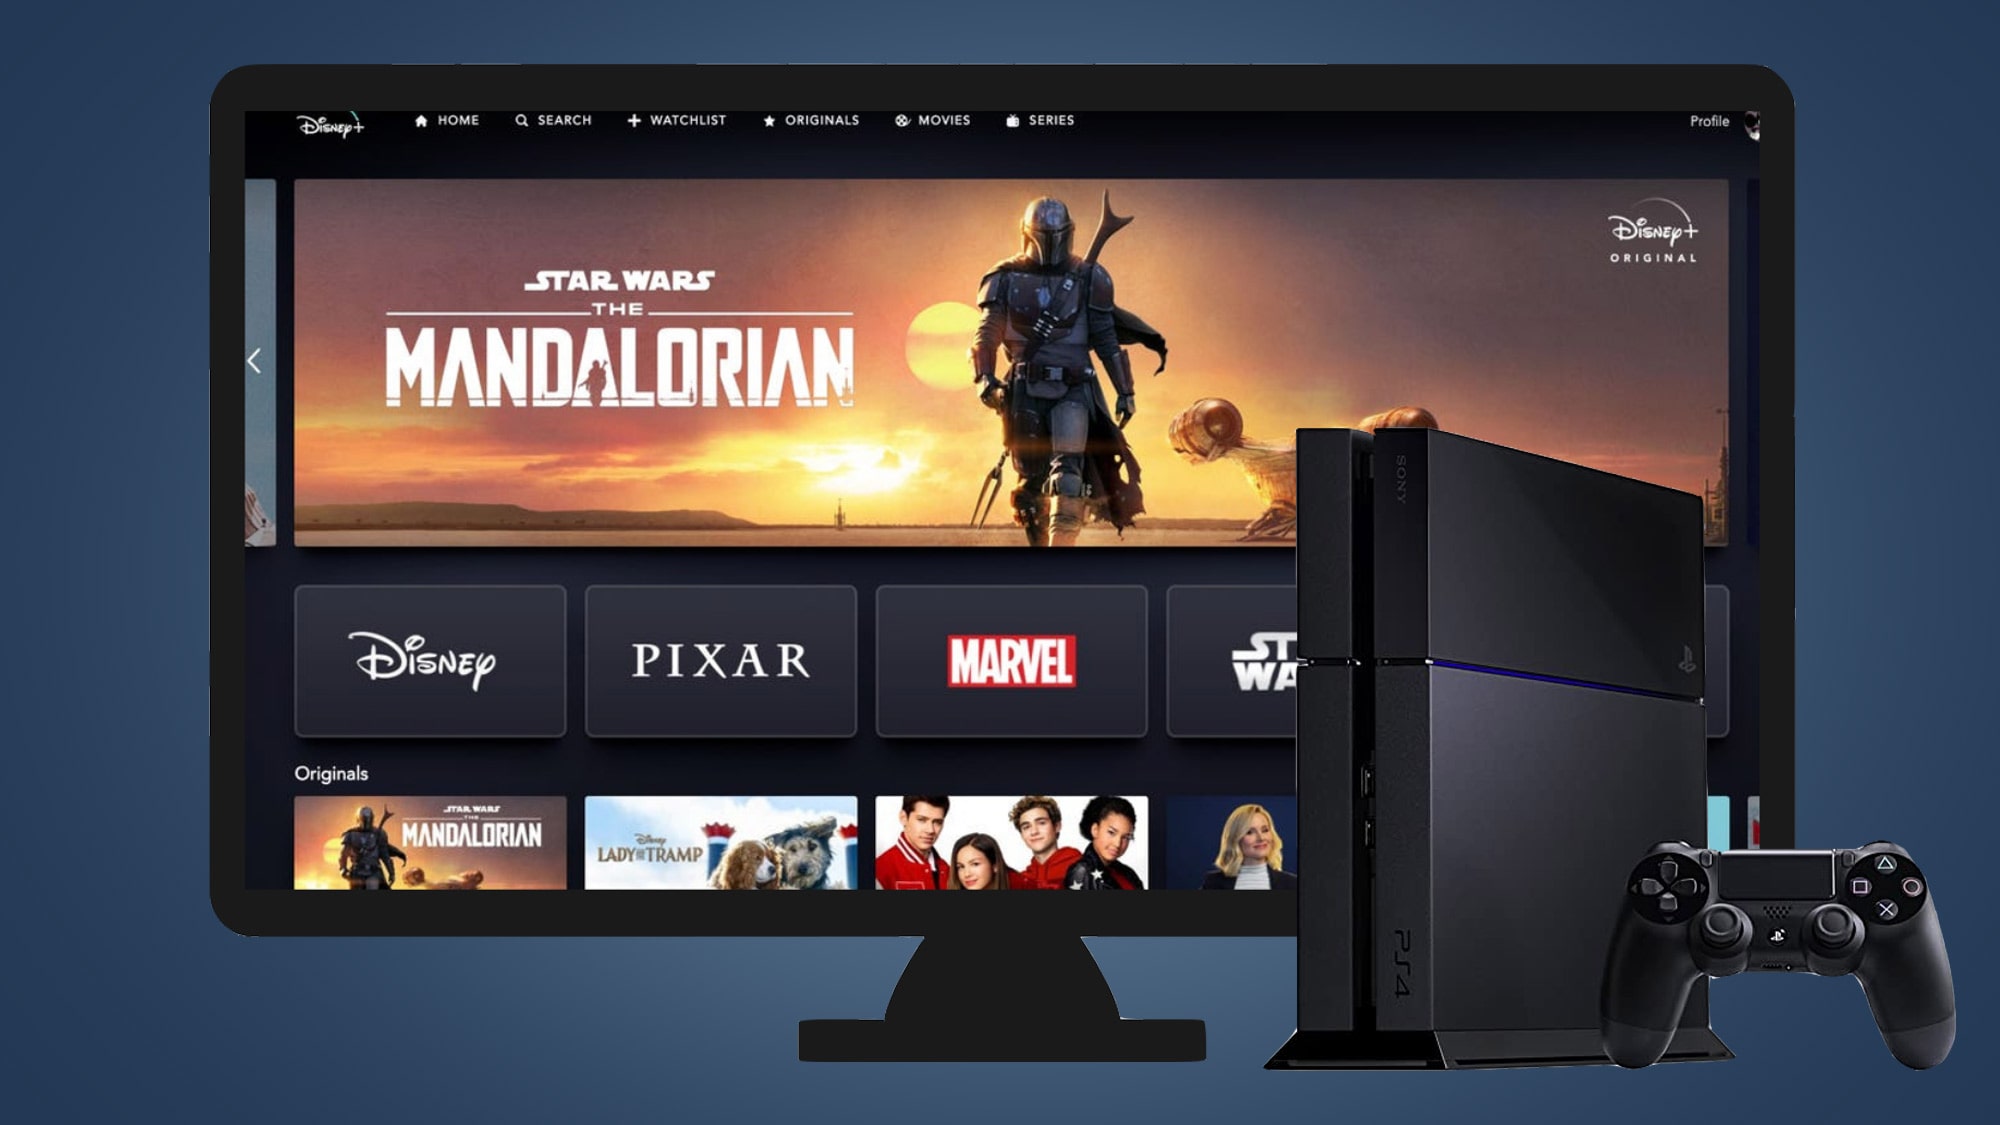 Disney+
HOME
SEARCH
WATCHLIST
ORIGINALS
MOVIES
SERIES
Profile
Disney+
ORIGINAL
STAR WARS
THE
MANDALORIAN
SONY
Disney
PIXAR
MARVEL
ST
WA
Originals
STAR WARS
THE
MANDALORIAN
Disney
LADY AND THE TRAMP
PS4